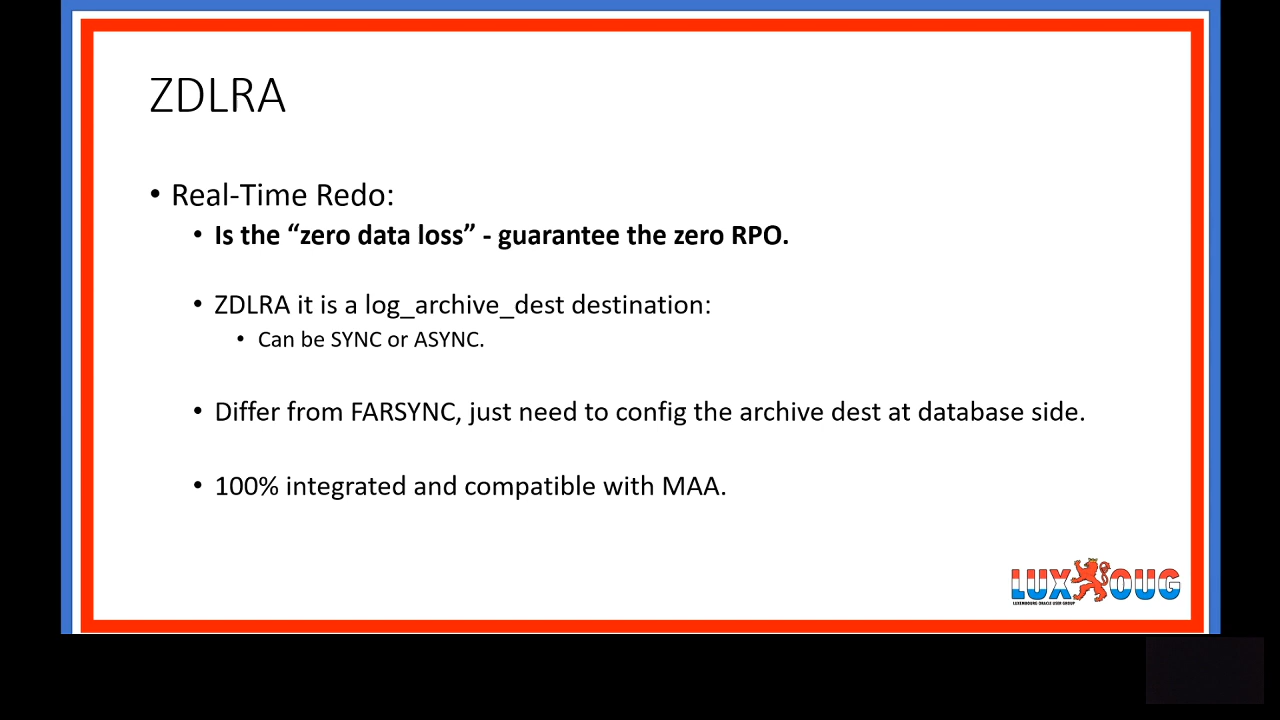 ZDLRA
• Real-Time Redo:
• Is the “zero data loss” - guarantee the zero RPO.
• ZDLRA it is a log_archive_dest destination:
• Can be SYNC or ASYNC.
• Differ from FARSYNC, just need to config the archive dest at database side.
• 100% integrated and compatible with MAA.
LUX OUG
LUXEMBOURG ORACLE USER GROUP